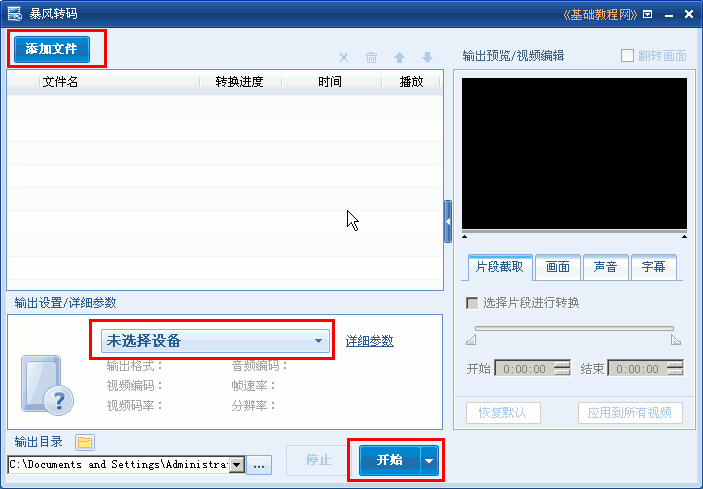 暴风转码 《基础教程网》
添加文件
输出预览/视频编辑 翻转画面
文件名 转换进度 时间 播放
片段截取 画面 声音 字幕
输出设置/详细参数
选择片段进行转换
未选择设备 详细参数
输出格式： 音频编码：
视频编码： 帧速率：
视频码率： 分辨率：
开始 0:00:00 结束 0:00:00
恢复默认 应用到所有视频
输出目录
C:\Documents and Settings\Administra ... 停止 开始